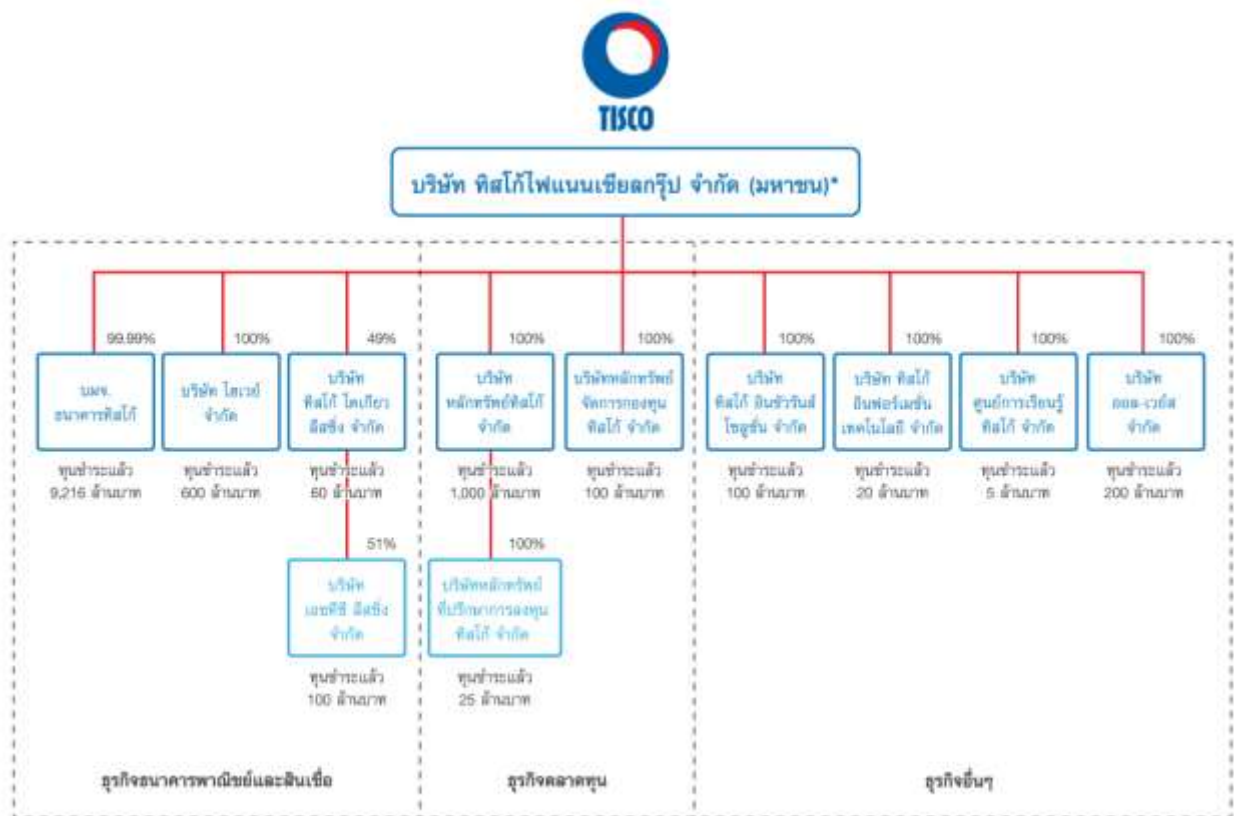 TISCO
บริษัท ทิสโก้ไฟแนนเชียลกรุ๊ป จำกัด (มหาชน)*
99.99%
บมจ.
ธนาคารทิสโก้
ทุนชำระแล้ว
9,216 ล้านบาท
100%
บริษัท ไฮเวย์
จำกัด
ทุนชำระแล้ว
600 ล้านบาท
49%
บริษัท
ทิสโก้ โตเกียว
ลีสซิ่ง จำกัด
ทุนชำระแล้ว
60 ล้านบาท
51%
บริษัท
เอชทีซี ลีสซิ่ง
จำกัด
ทุนชำระแล้ว
100 ล้านบาท
ธุรกิจธนาคารพาณิชย์และสินเชื่อ
100%
บริษัท
หลักทรัพย์ทิสโก้
จำกัด
ทุนชำระแล้ว
1,000 ล้านบาท
100%
บริษัทหลักทรัพย์
ที่ปรึกษาการลงทุน
ทิสโก้ จำกัด
ทุนชำระแล้ว
25 ล้านบาท
100%
บริษัทหลักทรัพย์
จัดการกองทุน
ทิสโก้ จำกัด
ทุนชำระแล้ว
100 ล้านบาท
ธุรกิจตลาดทุน
100%
บริษัท
ทิสโก้ อินชัวรันส์
โซลูชั่น จำกัด
ทุนชำระแล้ว
100 ล้านบาท
100%
บริษัท ทิสโก้
อินฟอร์เมชั่น
เทคโนโลยี จำกัด
ทุนชำระแล้ว
20 ล้านบาท
100%
บริษัท
ศูนย์การเรียนรู้
ทิสโก้ จำกัด
ทุนชำระแล้ว
5 ล้านบาท
100%
บริษัท
ออล-เวย์ส
จำกัด
ทุนชำระแล้ว
200 ล้านบาท
ธุรกิจอื่นๆ